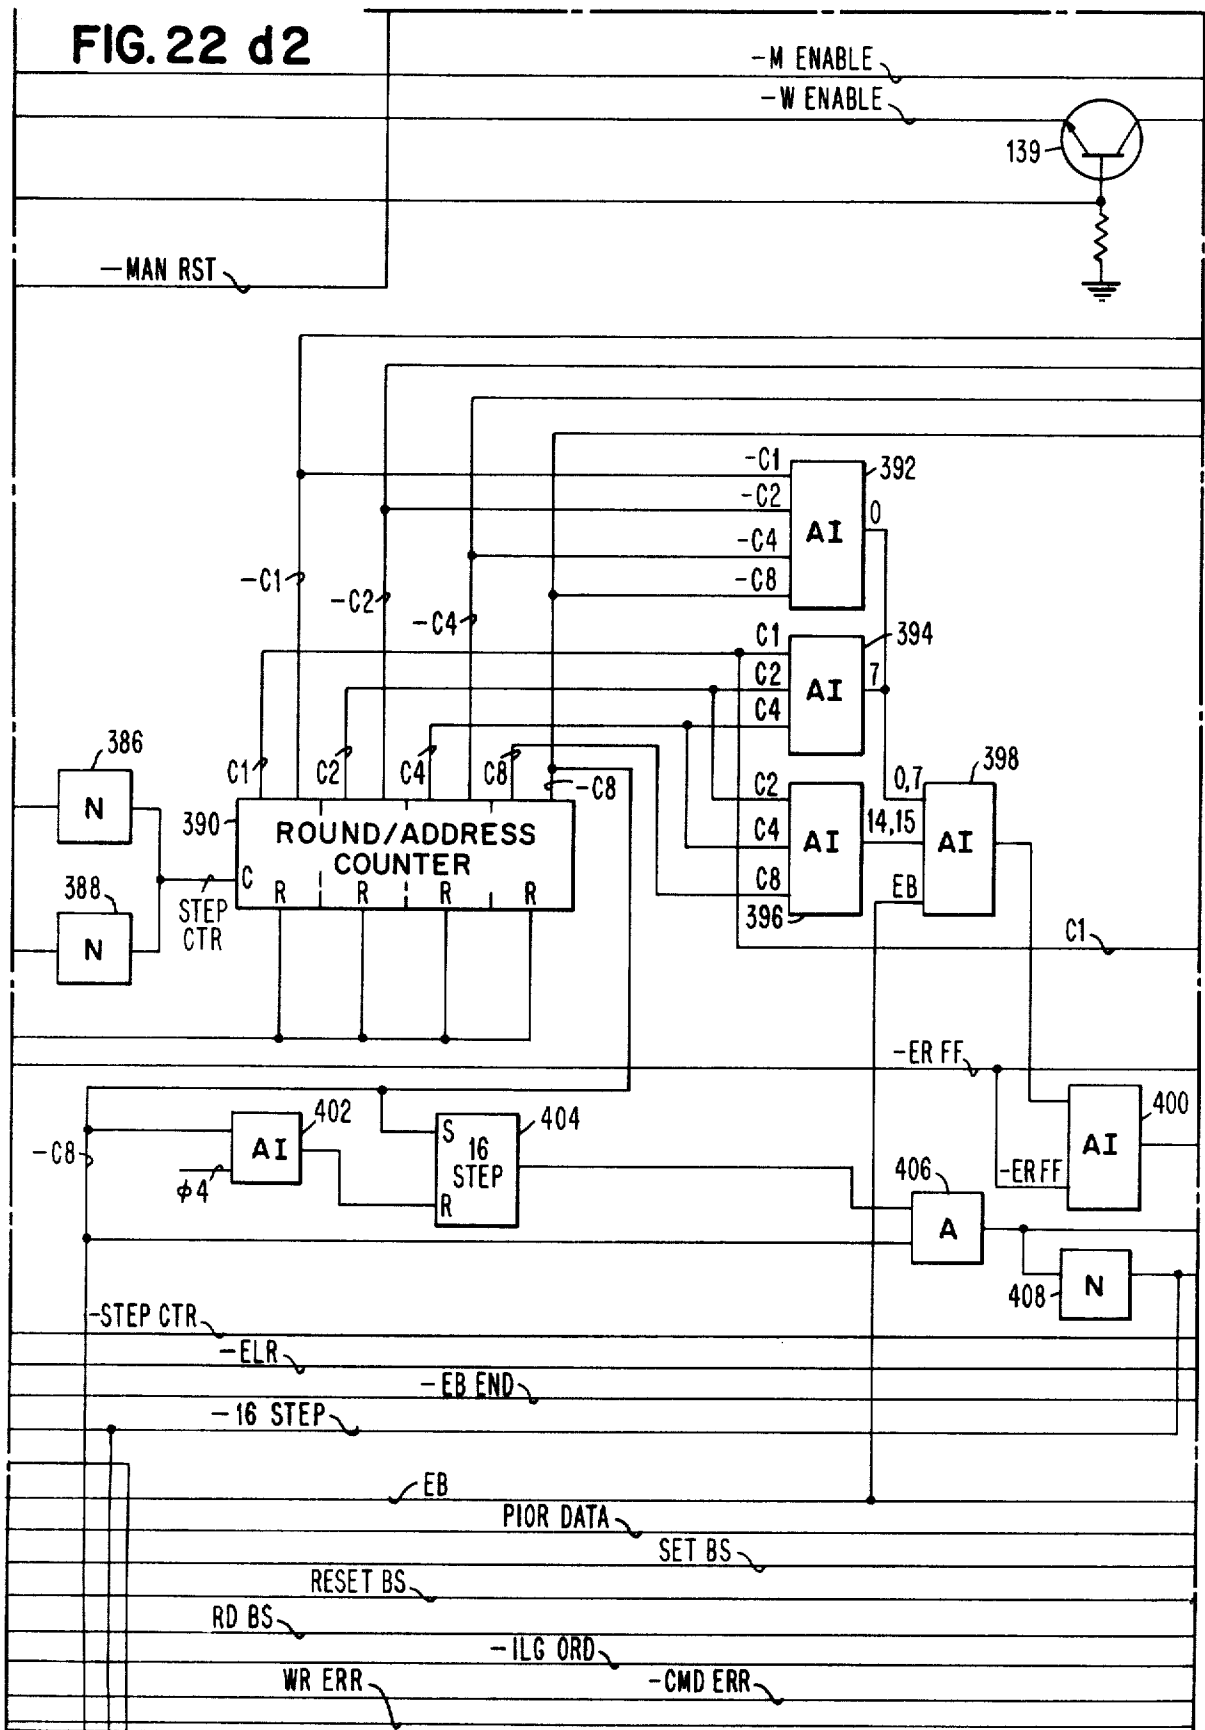 FIG. 22 d2
-M ENABLE
-W ENABLE
139
-MAN RST
-C1
392
-C2
0
AI
-C4
-C8
-C1
-C2
-C4
C1
394
C2
7
AI
C4
386
N
C1
C2
C4
C8
-C8
398
0,7
C2
14,15
C4
AI
AI
C8
EB
396
390
ROUND/ADDRESS
COUNTER
C
R
R
R
R
388
N
STEP
CTR
C1
-ER FF
400
AI
-ER FF
402
AI
404
S
16
STEP
R
-C8
φ4
406
A
408
N
-STEP CTR
-ELR
-EB END
-16 STEP
EB
PIOR DATA
SET BS
RESET BS
RD BS
-ILG ORD
WR ERR
-CMD ERR